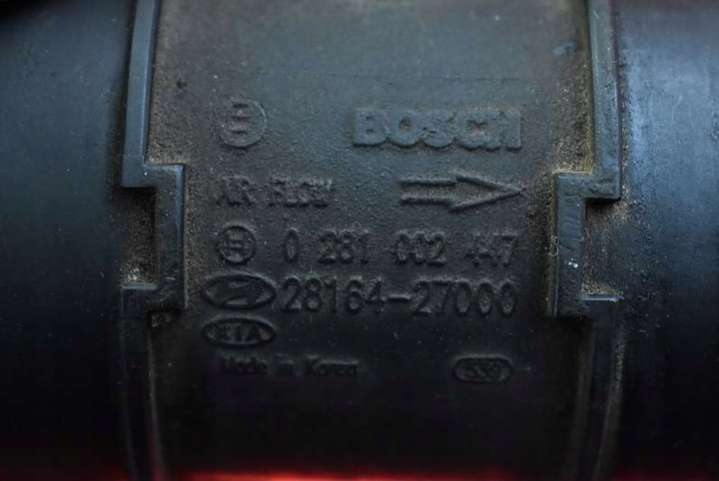 BOSCH
AIR FLOW
0 281 002 447
28164-27000
KIA
Made in Korea